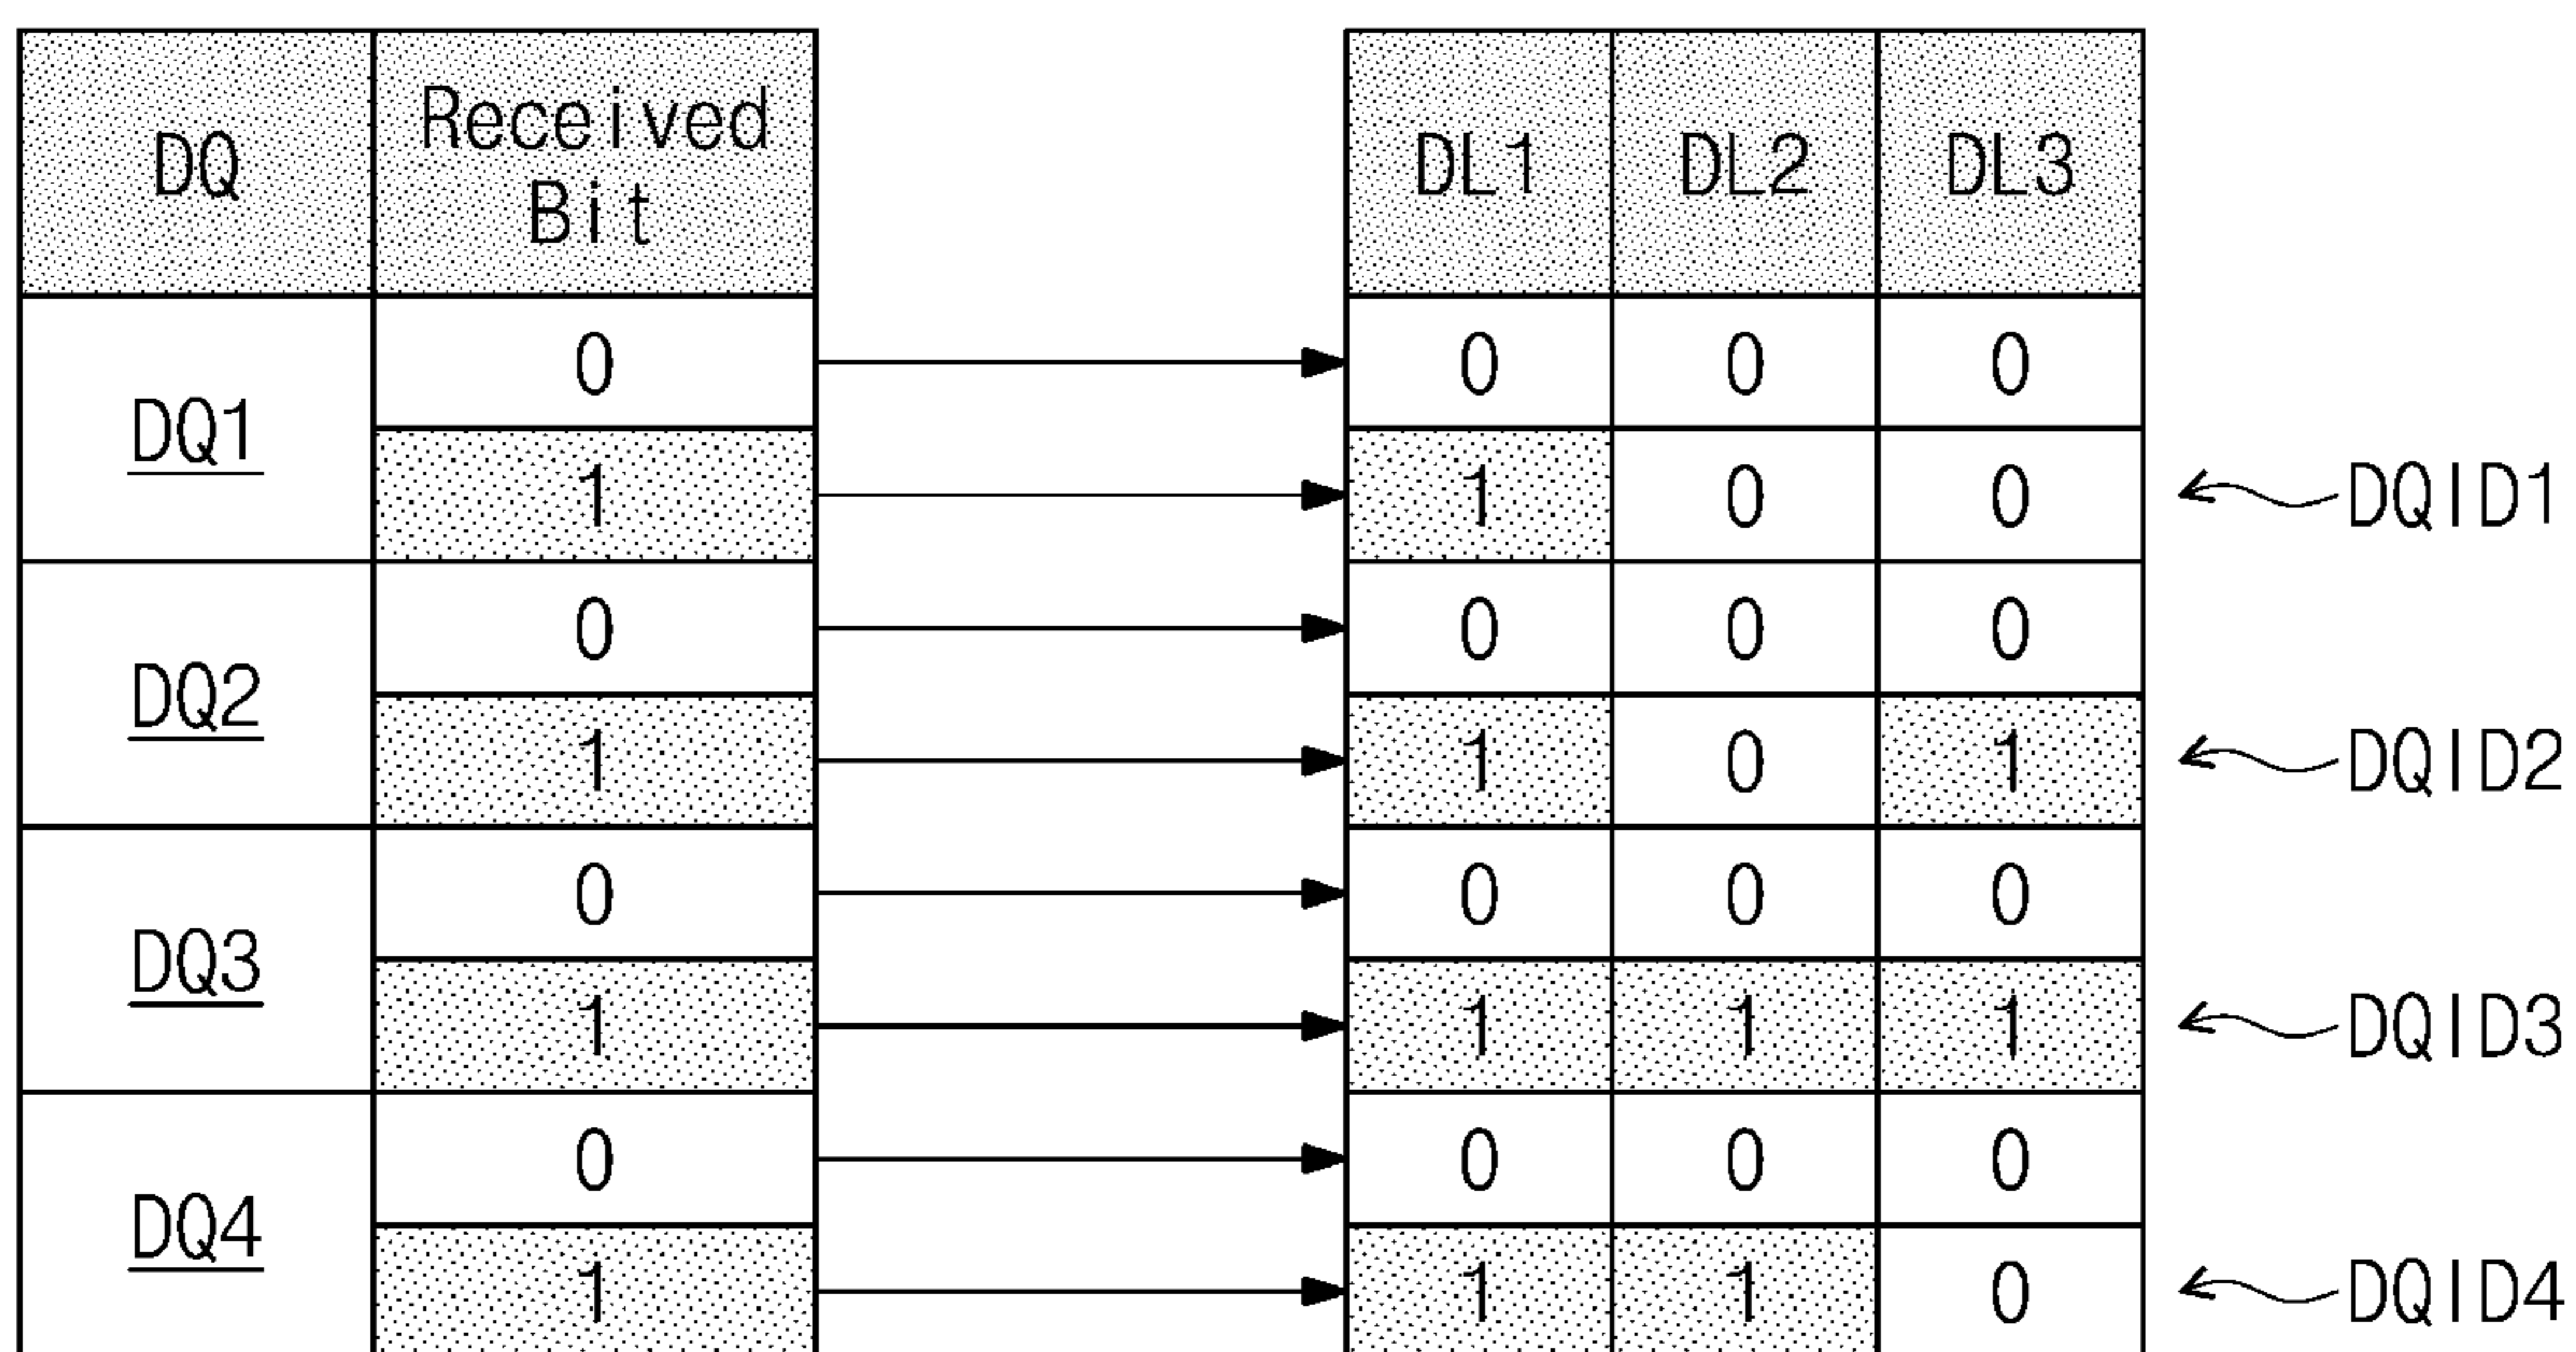 DQ Received Bit DL1 DL2 DL3
DQ1 0 0 0 0
1 1 0 0 DQID1
DQ2 0 0 0 0
1 1 0 1 DQID2
DQ3 0 0 0 0
1 1 1 1 DQID3
DQ4 0 0 0 0
1 1 1 0 DQID4